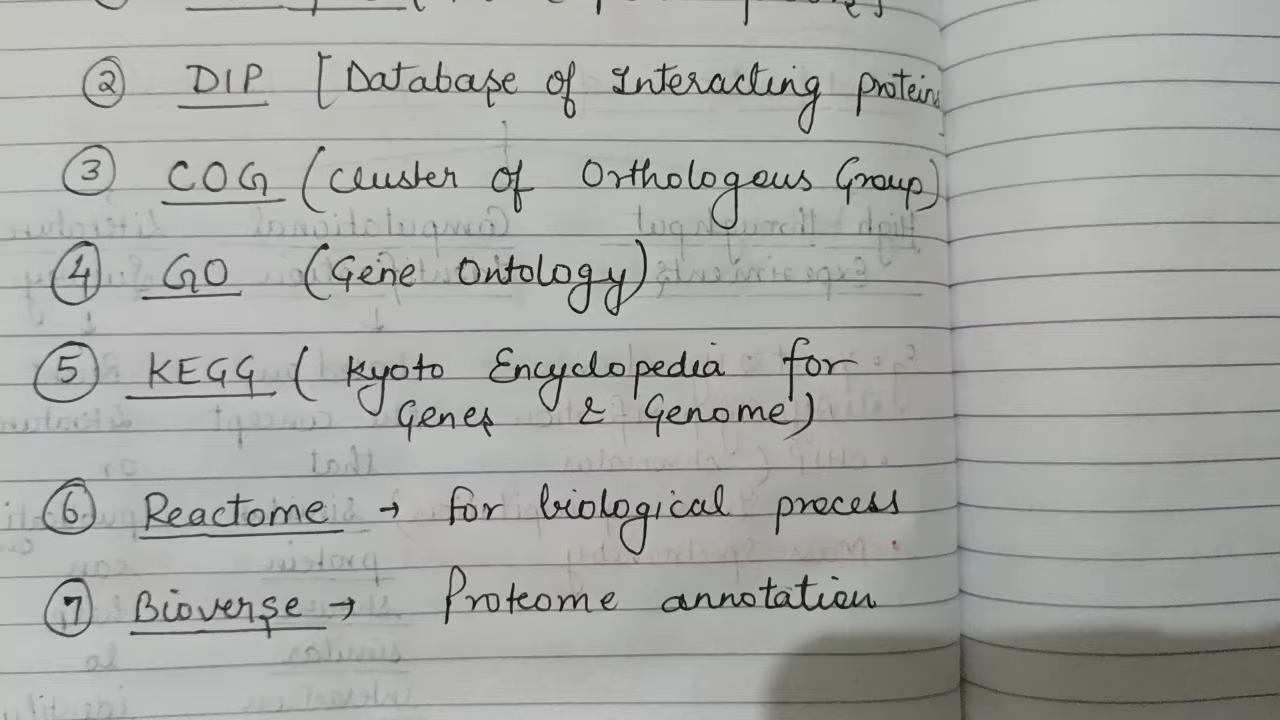 ② DIP [Database of Interacting protein
③ COG (Cluster of Orthologous Group)
④ GO (Gene Ontology)
⑤ KEGG ( Kyoto Encyclopedia for
Genes & Genome)
⑥ Reactome → for biological process
⑦ Bioverse → Proteome annotation